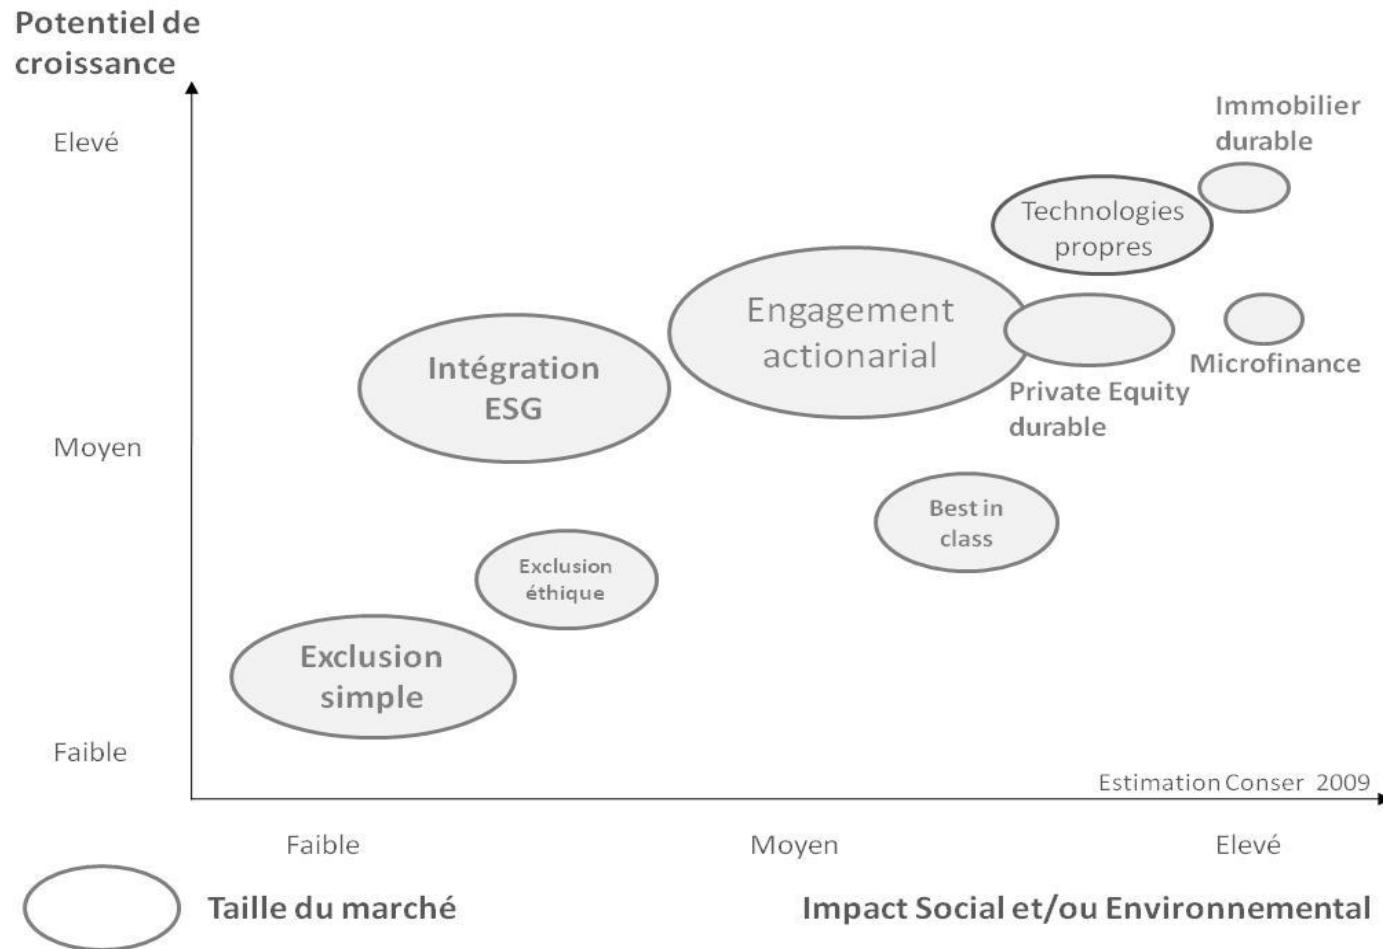 Potentiel de
croissance
Elevé
Moyen
Faible
Immobilier
durable
Technologies
propres
Engagement
actionarial
Intégration
ESG
Private Equity
durable
Microfinance
Best in
class
Exclusion
éthique
Exclusion
simple
Estimation Conser 2009
Faible
Moyen
Elevé
Taille du marché
Impact Social et/ou Environnemental